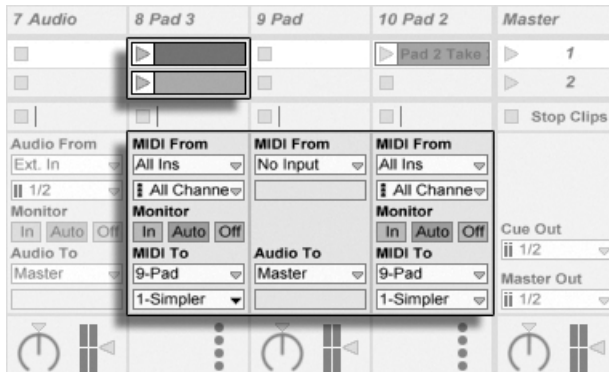 7 Audio 8 Pad 3 9 Pad 10 Pad 2 Master
Pad 2 Take 1
2
Stop Clips
Audio From MIDI From MIDI From MIDI From
Ext. In All Ins No Input All Ins
1/2 All Channe All Channe
Monitor Monitor Monitor
In Auto Off In Auto Off In Auto Off Cue Out
Audio To MIDI To Audio To MIDI To 1/2
Master 9-Pad Master 9-Pad Master Out
1-Simpler 1-Simpler 1/2